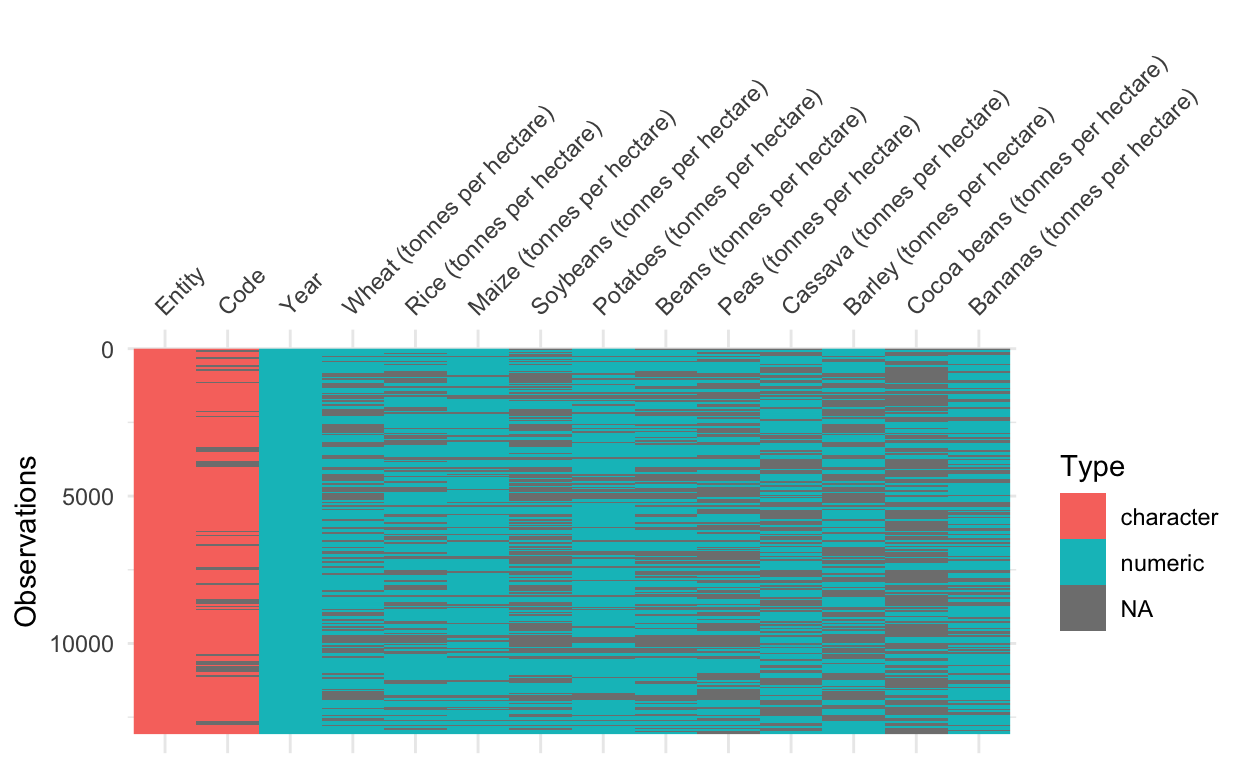 Entity
Code
Year
Wheat (tonnes per hectare)
Rice (tonnes per hectare)
Maize (tonnes per hectare)
Soybeans (tonnes per hectare)
Potatoes (tonnes per hectare)
Beans (tonnes per hectare)
Peas (tonnes per hectare)
Cassava (tonnes per hectare)
Barley (tonnes per hectare)
Cocoa beans (tonnes per hectare)
Bananas (tonnes per hectare)
0
5000
10000
Observations
Type
character
numeric
NA